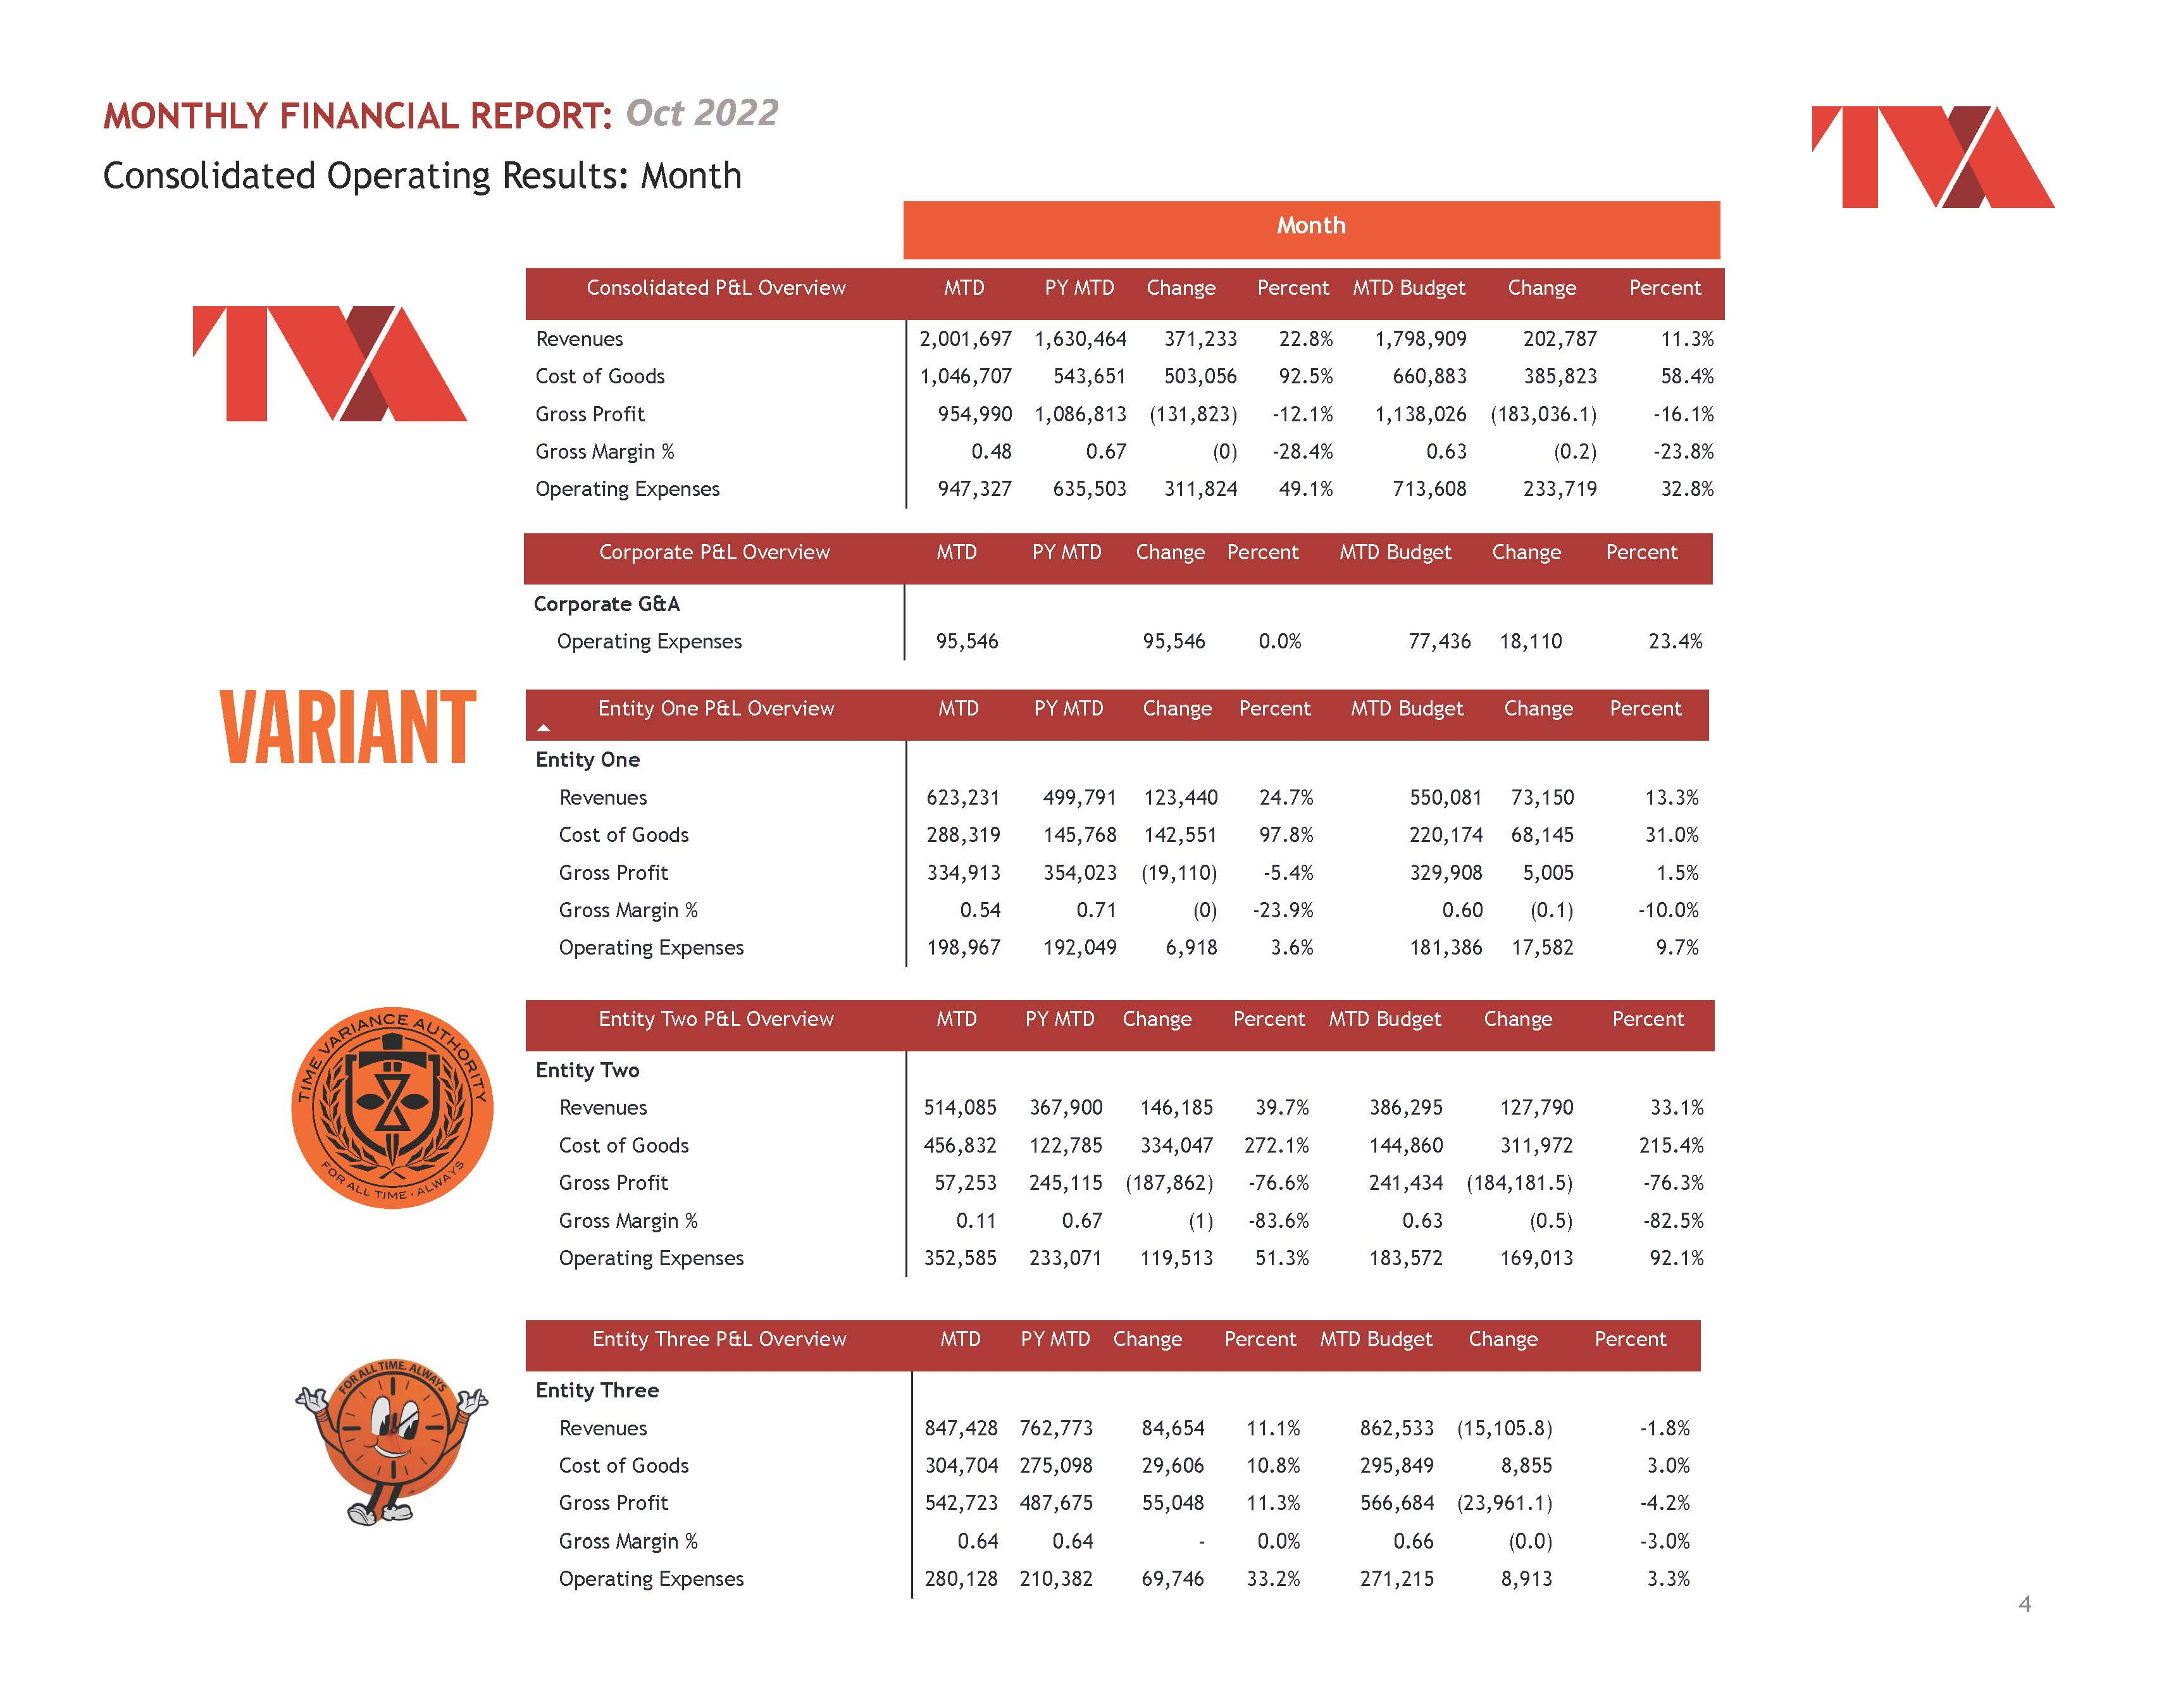 MONTHLY FINANCIAL REPORT: Oct 2022
Consolidated Operating Results: Month
TVA
Month
Consolidated P&L Overview MTD PY MTD Change Percent MTD Budget Change Percent
TVA
Revenues 2,001,697 1,630,464 371,233 22.8% 1,798,909 202,787 11.3%
Cost of Goods 1,046,707 543,651 503,056 92.5% 660,883 385,823 58.4%
Gross Profit 954,990 1,086,813 (131,823) -12.1% 1,138,026 (183,036.1) -16.1%
Gross Margin % 0.48 0.67 (0) -28.4% 0.63 (0.2) -23.8%
Operating Expenses 947,327 635,503 311,824 49.1% 713,608 233,719 32.8%
Corporate P&L Overview MTD PY MTD Change Percent MTD Budget Change Percent
Corporate G&A
Operating Expenses 95,546 95,546 0.0% 77,436 18,110 23.4%
VARIANT
Entity One P&L Overview MTD PY MTD Change Percent MTD Budget Change Percent
Entity One
Revenues 623,231 499,791 123,440 24.7% 550,081 73,150 13.3%
Cost of Goods 288,319 145,768 142,551 97.8% 220,174 68,145 31.0%
Gross Profit 334,913 354,023 (19,110) -5.4% 329,908 5,005 1.5%
Gross Margin % 0.54 0.71 (0) -23.9% 0.60 (0.1) -10.0%
Operating Expenses 198,967 192,049 6,918 3.6% 181,386 17,582 9.7%
TIME VARIANCE AUTHORITY
FOR ALL TIME · ALWAYS
Entity Two P&L Overview MTD PY MTD Change Percent MTD Budget Change Percent
Entity Two
Revenues 514,085 367,900 146,185 39.7% 386,295 127,790 33.1%
Cost of Goods 456,832 122,785 334,047 272.1% 144,860 311,972 215.4%
Gross Profit 57,253 245,115 (187,862) -76.6% 241,434 (184,181.5) -76.3%
Gross Margin % 0.11 0.67 (1) -83.6% 0.63 (0.5) -82.5%
Operating Expenses 352,585 233,071 119,513 51.3% 183,572 169,013 92.1%
FOR ALL TIME. ALWAYS
Entity Three P&L Overview MTD PY MTD Change Percent MTD Budget Change Percent
Entity Three
Revenues 847,428 762,773 84,654 11.1% 862,533 (15,105.8) -1.8%
Cost of Goods 304,704 275,098 29,606 10.8% 295,849 8,855 3.0%
Gross Profit 542,723 487,675 55,048 11.3% 566,684 (23,961.1) -4.2%
Gross Margin % 0.64 0.64 - 0.0% 0.66 (0.0) -3.0%
Operating Expenses 280,128 210,382 69,746 33.2% 271,215 8,913 3.3%
4